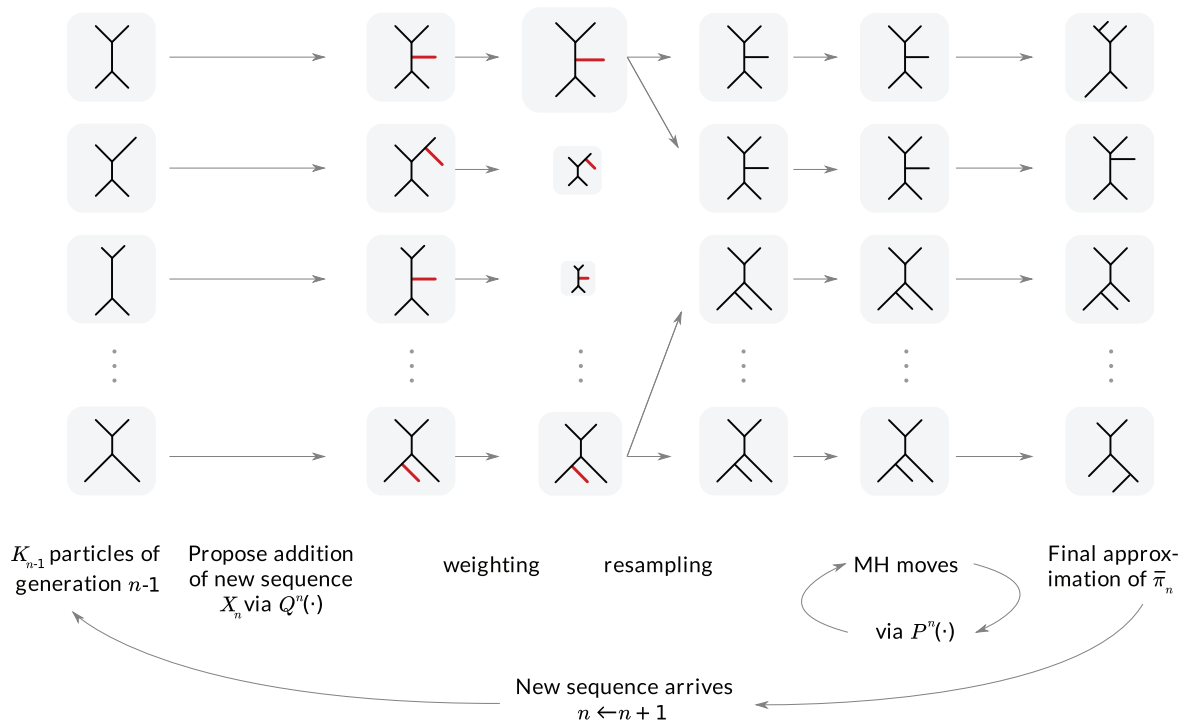 K_{n-1} particles of
generation n-1
Propose addition
of new sequence
X_n via Q^n(·)
weighting
resampling
MH moves
via P^n(·)
Final approx-
imation of π̅_n
New sequence arrives
n ← n + 1